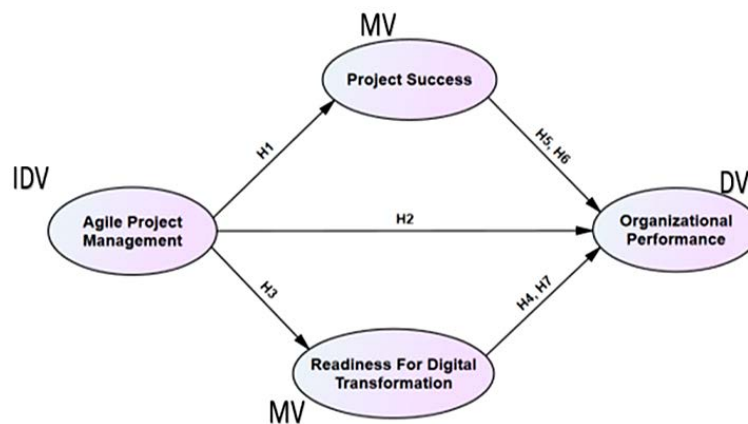 MV
Project Success
H1
H5, H6
IDV
DV
Agile Project
Management
H2
Organizational
Performance
H3
H4, H7
Readiness For Digital
Transformation
MV